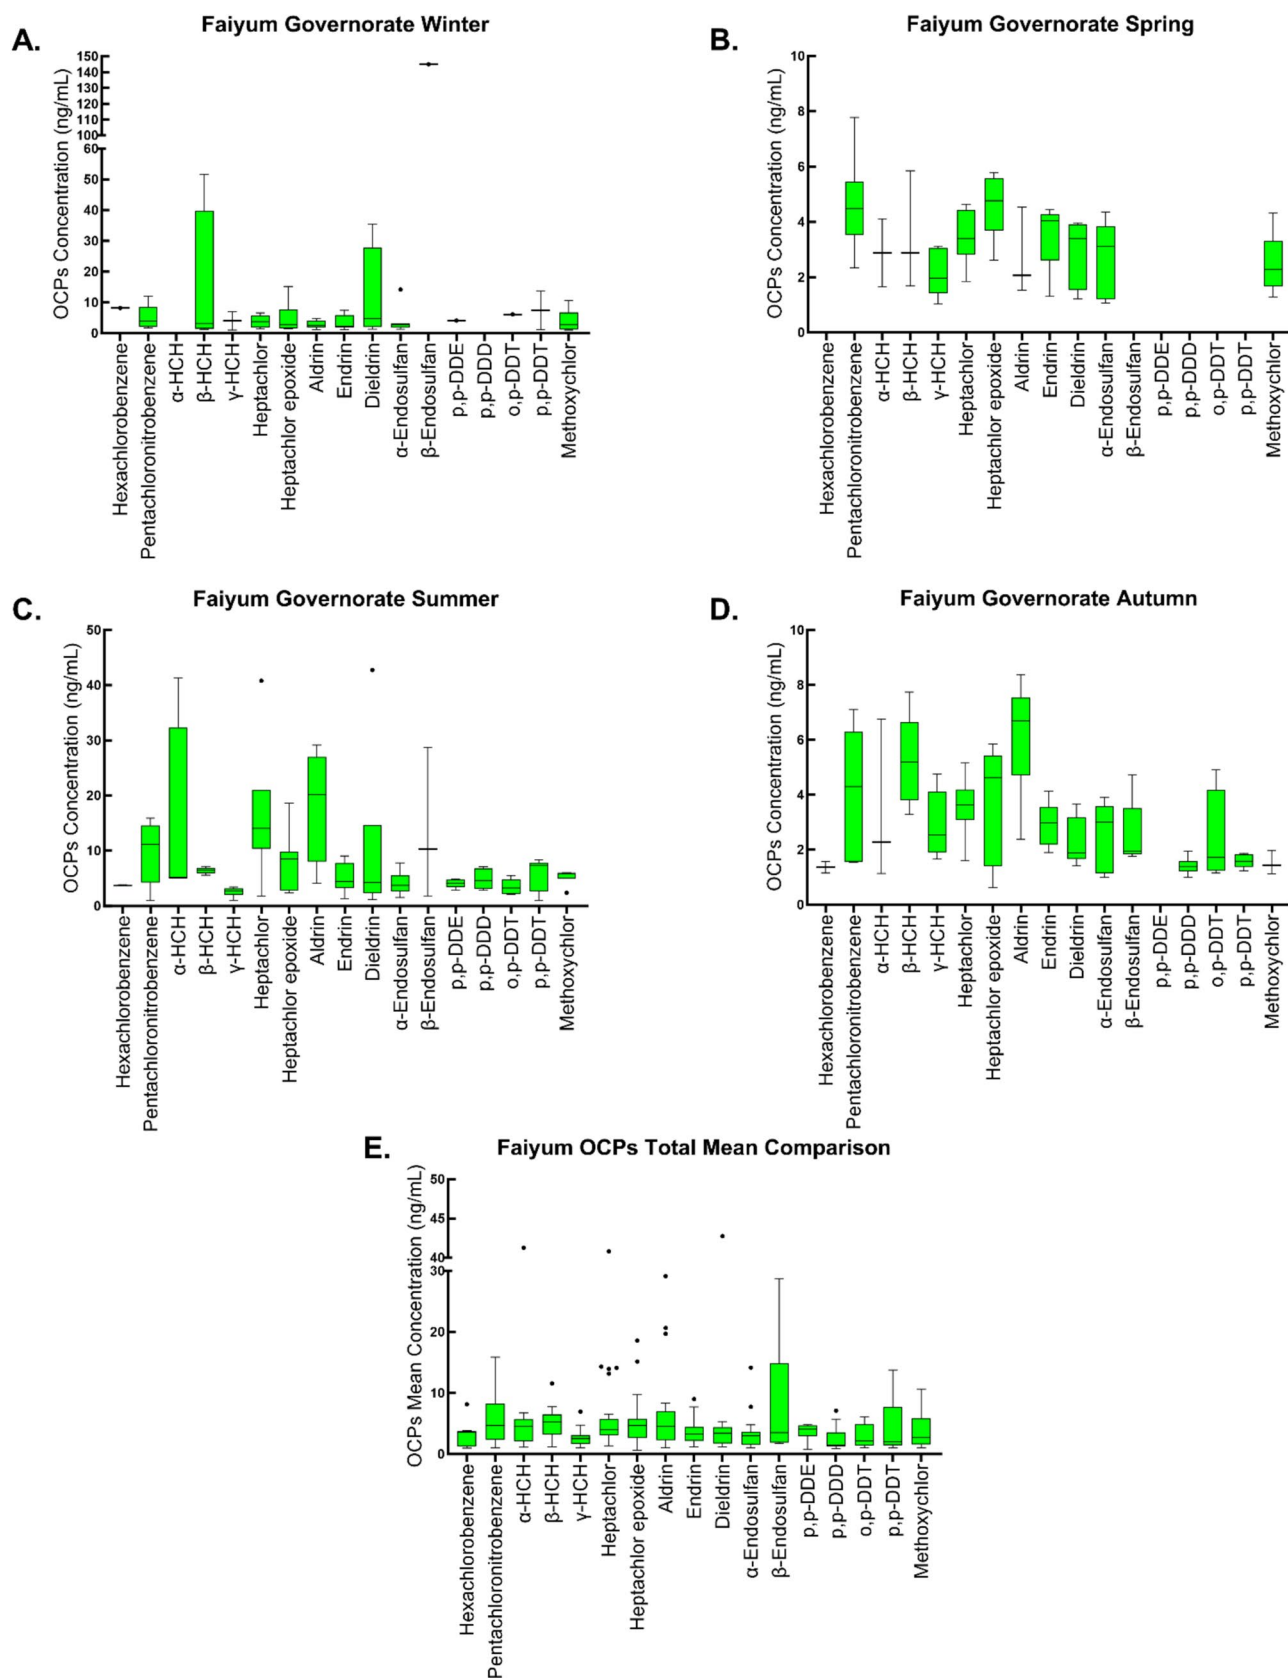 A.
Faiyum Governorate Winter
OCPs Concentration (ng/mL)
150
140
130
120
110
100
60
50
40
30
20
10
0
Hexachlorobenzene
Pentachloronitrobenzene
α-HCH
β-HCH
γ-HCH
Heptachlor
Heptachlor epoxide
Aldrin
Endrin
Dieldrin
α-Endosulfan
β-Endosulfan
p,p-DDE
p,p-DDD
o,p-DDT
p,p-DDT
Methoxychlor
B.
Faiyum Governorate Spring
OCPs Concentration (ng/mL)
10
8
6
4
2
0
Hexachlorobenzene
Pentachloronitrobenzene
α-HCH
β-HCH
γ-HCH
Heptachlor
Heptachlor epoxide
Aldrin
Endrin
Dieldrin
α-Endosulfan
β-Endosulfan
p,p-DDE
p,p-DDD
o,p-DDT
p,p-DDT
Methoxychlor
C.
Faiyum Governorate Summer
OCPs Concentration (ng/mL)
50
40
30
20
10
0
Hexachlorobenzene
Pentachloronitrobenzene
α-HCH
β-HCH
γ-HCH
Heptachlor
Heptachlor epoxide
Aldrin
Endrin
Dieldrin
α-Endosulfan
β-Endosulfan
p,p-DDE
p,p-DDD
o,p-DDT
p,p-DDT
Methoxychlor
D.
Faiyum Governorate Autumn
OCPs Concentration (ng/mL)
10
8
6
4
2
0
Hexachlorobenzene
Pentachloronitrobenzene
α-HCH
β-HCH
γ-HCH
Heptachlor
Heptachlor epoxide
Aldrin
Endrin
Dieldrin
α-Endosulfan
β-Endosulfan
p,p-DDE
p,p-DDD
o,p-DDT
p,p-DDT
Methoxychlor
E.
Faiyum OCPs Total Mean Comparison
OCPs Mean Concentration (ng/mL)
50
45
40
30
20
10
0
Hexachlorobenzene
Pentachloronitrobenzene
α-HCH
β-HCH
γ-HCH
Heptachlor
Heptachlor epoxide
Aldrin
Endrin
Dieldrin
α-Endosulfan
β-Endosulfan
p,p-DDE
p,p-DDD
o,p-DDT
p,p-DDT
Methoxychlor